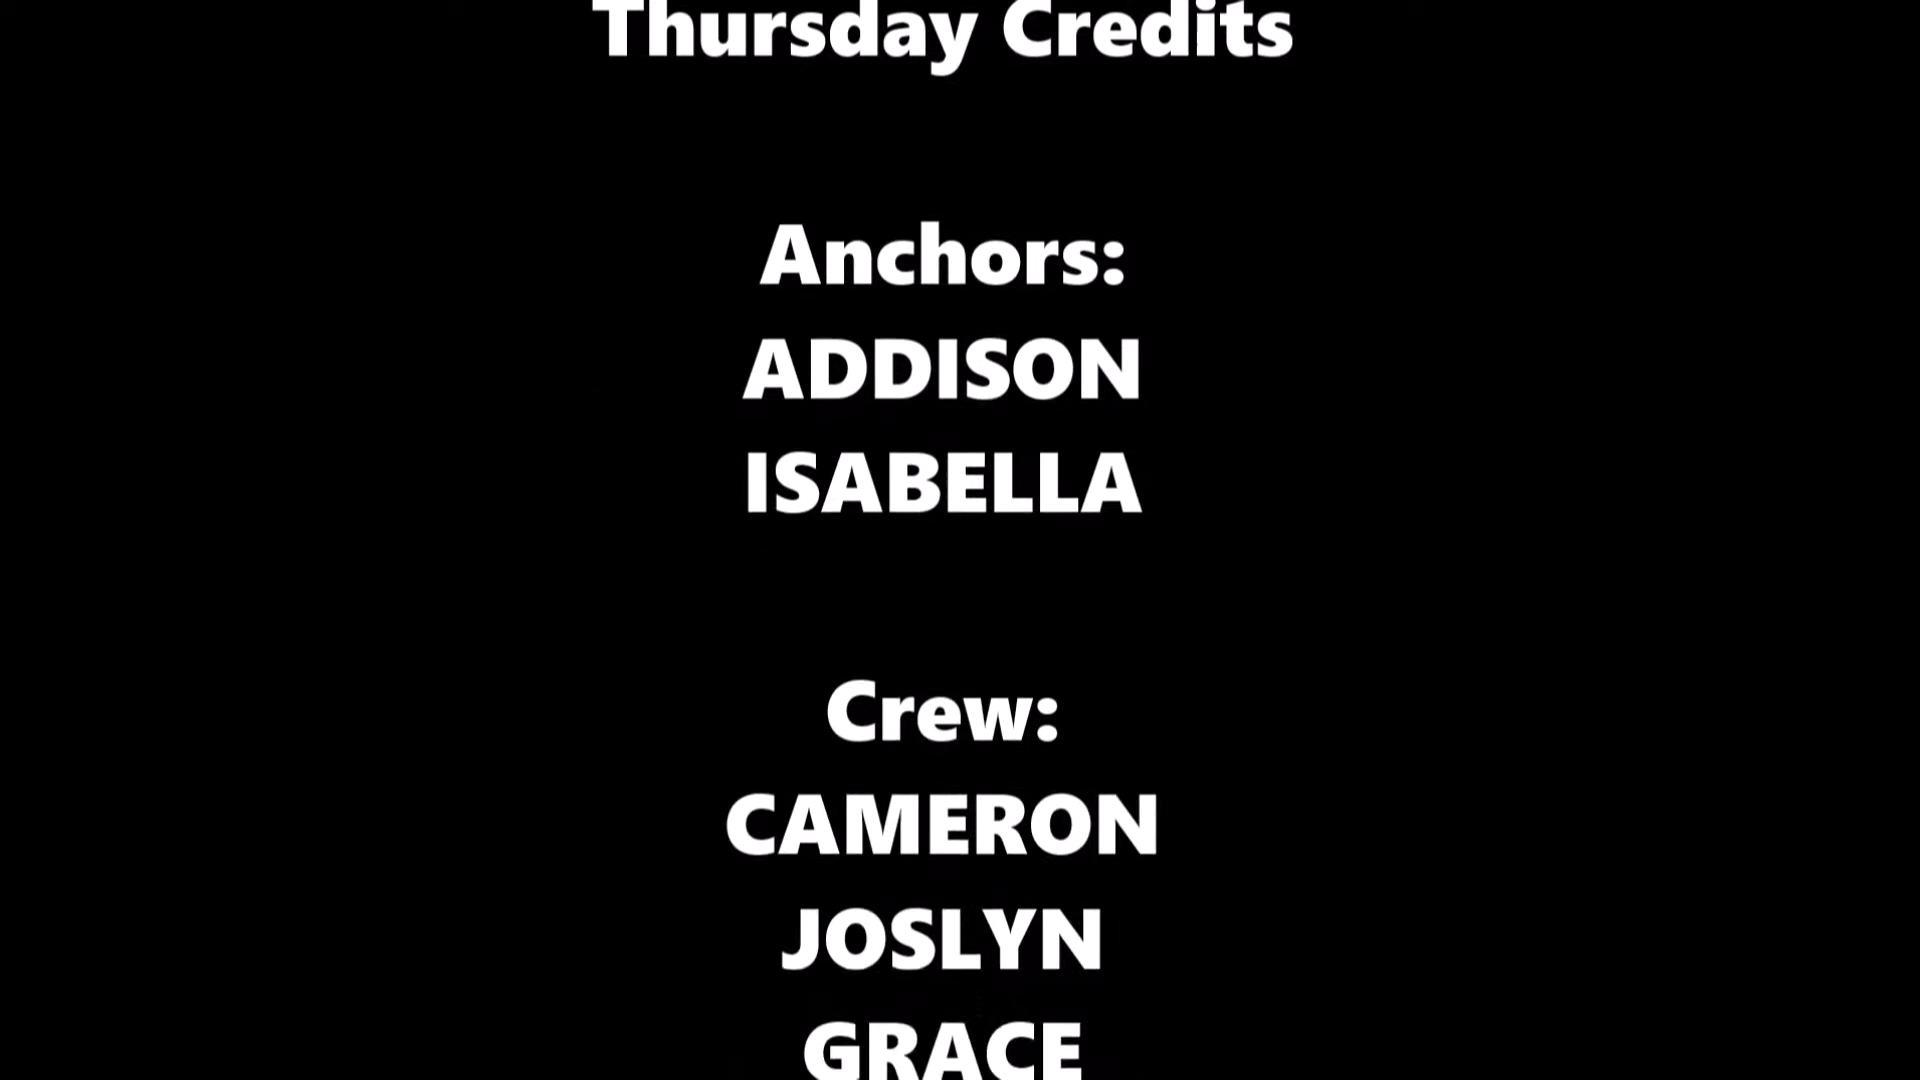 Thursday Credits
Anchors:
ADDISON
ISABELLA
Crew:
CAMERON
JOSLYN
GRACE